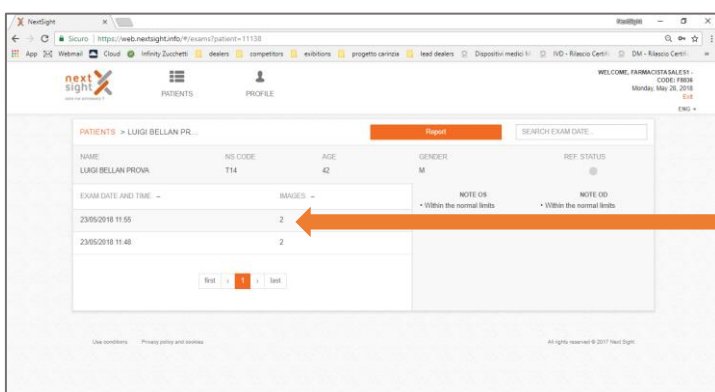 NextSight
Sicuro | https://web.nextsight.info/#/exams?patient=11138
App Webmail Cloud Infinity Zucchetti dealers competitors exibitions progetto carinzia lead dealers Dispositivi medici IVD - Rilascio Certifi DM - Rilascio Certifi
next sight
PATIENTS
PROFILE
WELCOME, FARMACISTASALES1 -
CODE: F8036
Monday, May 28, 2018
Exit
ENG
PATIENTS > LUIGI BELLAN PR...
Report
SEARCH EXAM DATE...
NAME NS CODE AGE GENDER REF. STATUS
LUIGI BELLAN PROVA T14 42 M
EXAM DATE AND TIME IMAGES NOTE OS NOTE OD
• Within the normal limits • Within the normal limits
23/05/2018 11:55 2
23/05/2018 11:48 2
first ‹ 1 › last
Use conditions Privacy policy and cookies
All rights reserved © 2017 Next Sight